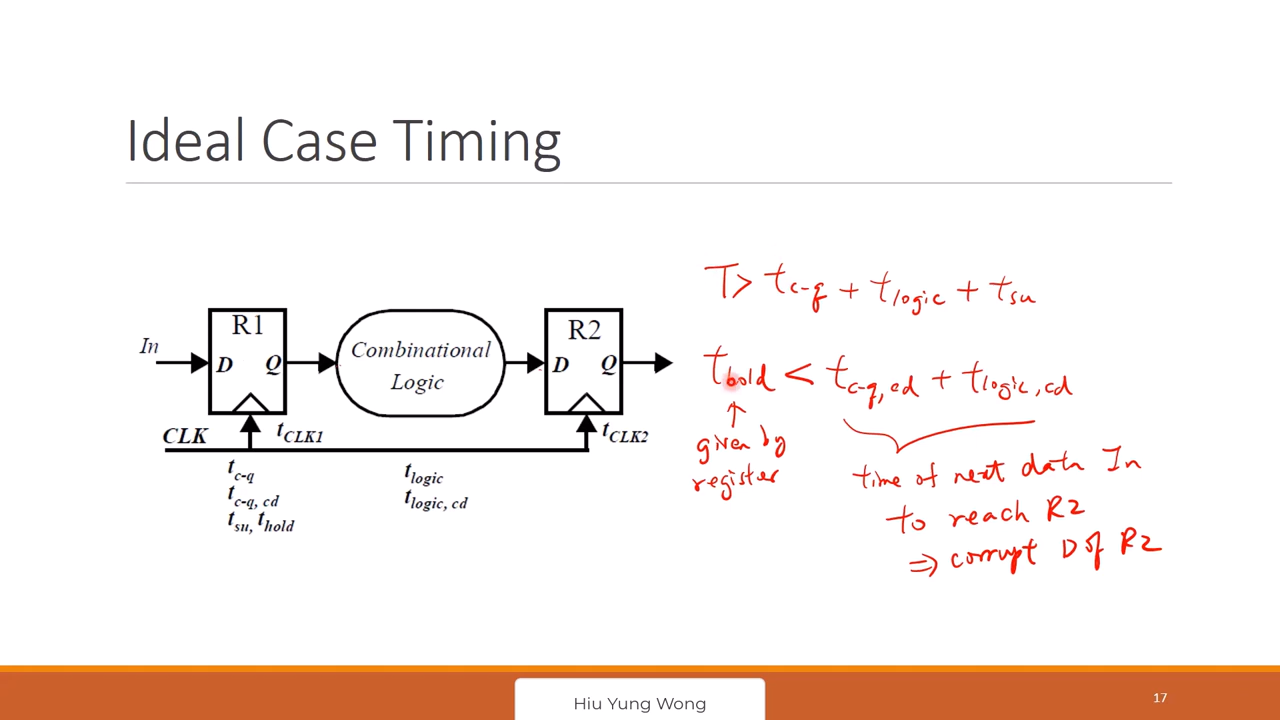 Ideal Case Timing
T > tc-q + tlogic + tsu
In
R1
D Q
Combinational
Logic
R2
D Q
CLK
tCLK1
tCLK2
tc-q
tc-q, cd
tsu, thold
tlogic
tlogic, cd
thold < tc-q,cd + tlogic,cd
given by
register
time of next data In
to reach R2
⇒ corrupt D of R2
Hiu Yung Wong
17